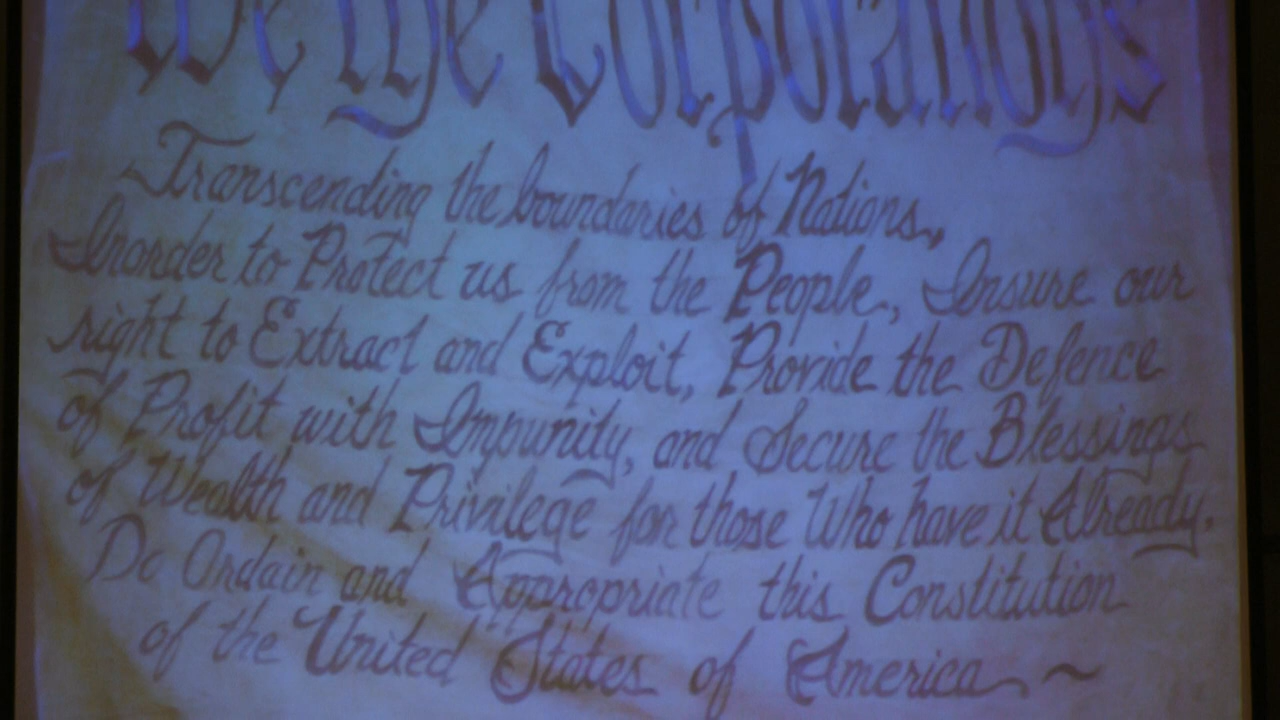 We the Corporations
Transcending the boundaries of Nations,
Inorder to Protect us from the People, Insure our
right to Extract and Exploit, Provide the Defence
of Profit with Impunity, and Secure the Blessings
of Wealth and Privilege for those Who have it Already.
Do Ordain and Appropriate this Constitution
of the United States of America ~